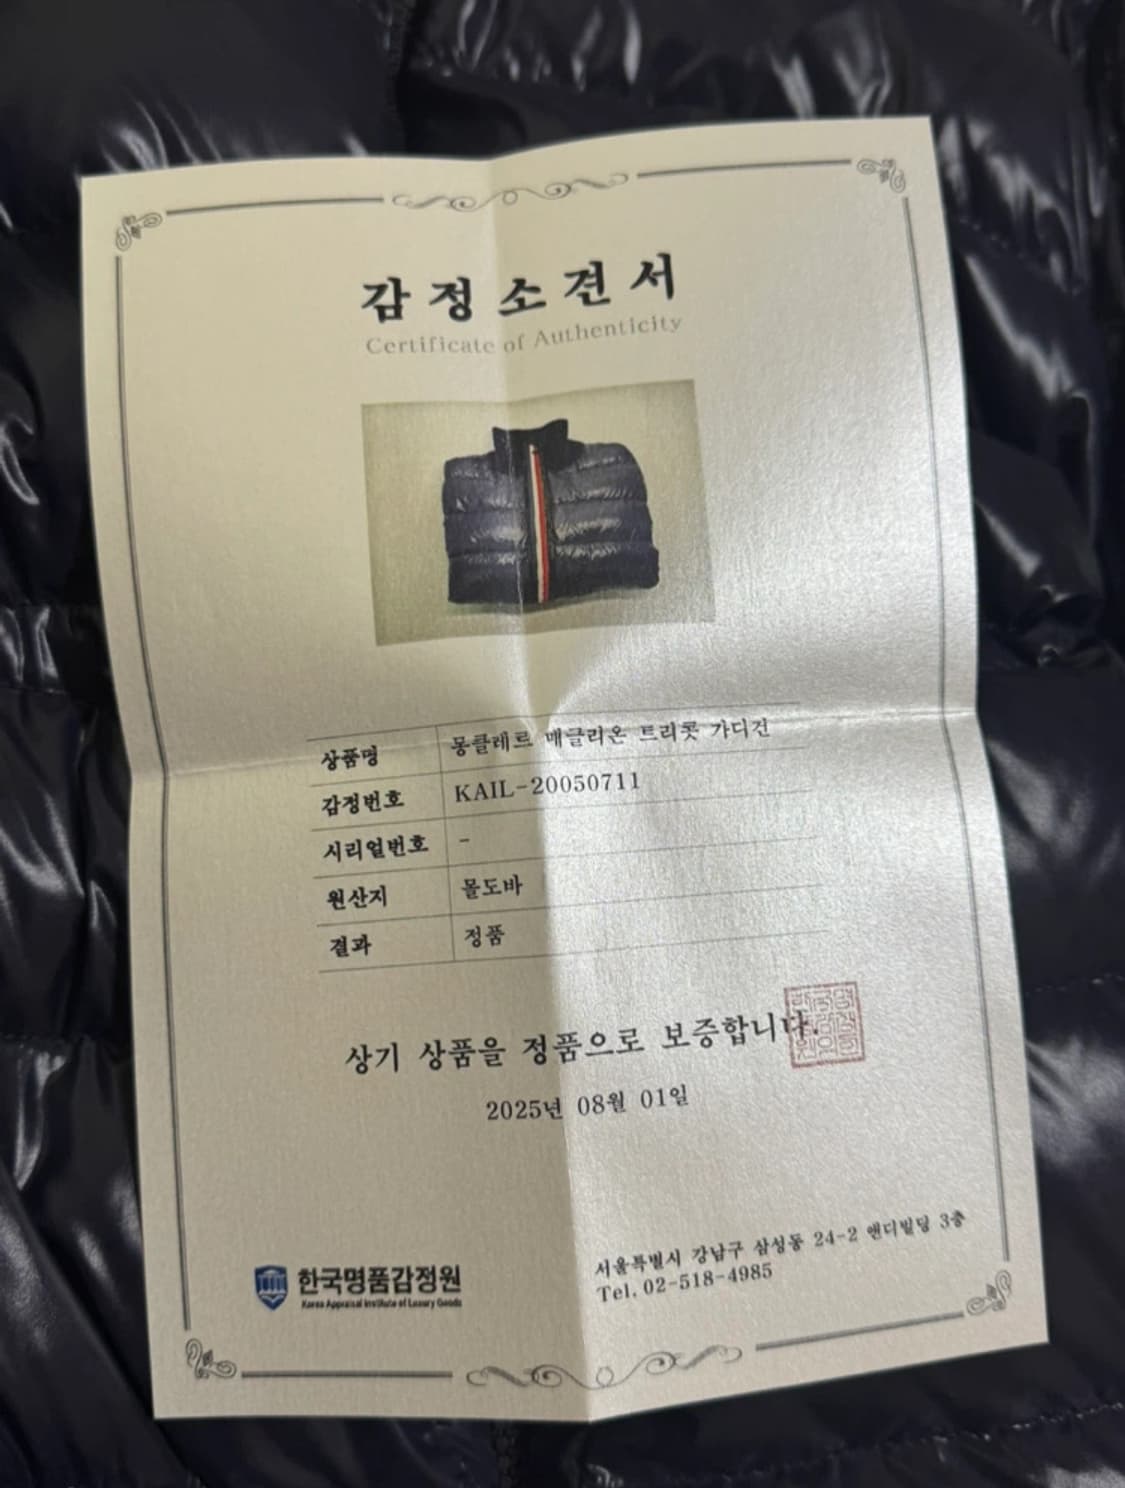 감정소견서
Certificate of Authenticity
상품명 몽클레르 매글리온 트리콧 가디건
감정번호 KAIL-20050711
시리얼번호 -
원산지 몰도바
결과 정품
상기 상품을 정품으로 보증합니다.
2025년 08월 01일
서울특별시 강남구 삼성동 24-2 앤디빌딩 3층
Tel. 02-518-4985
한국명품감정원
Korea Appraisal Institute of Luxury Goods